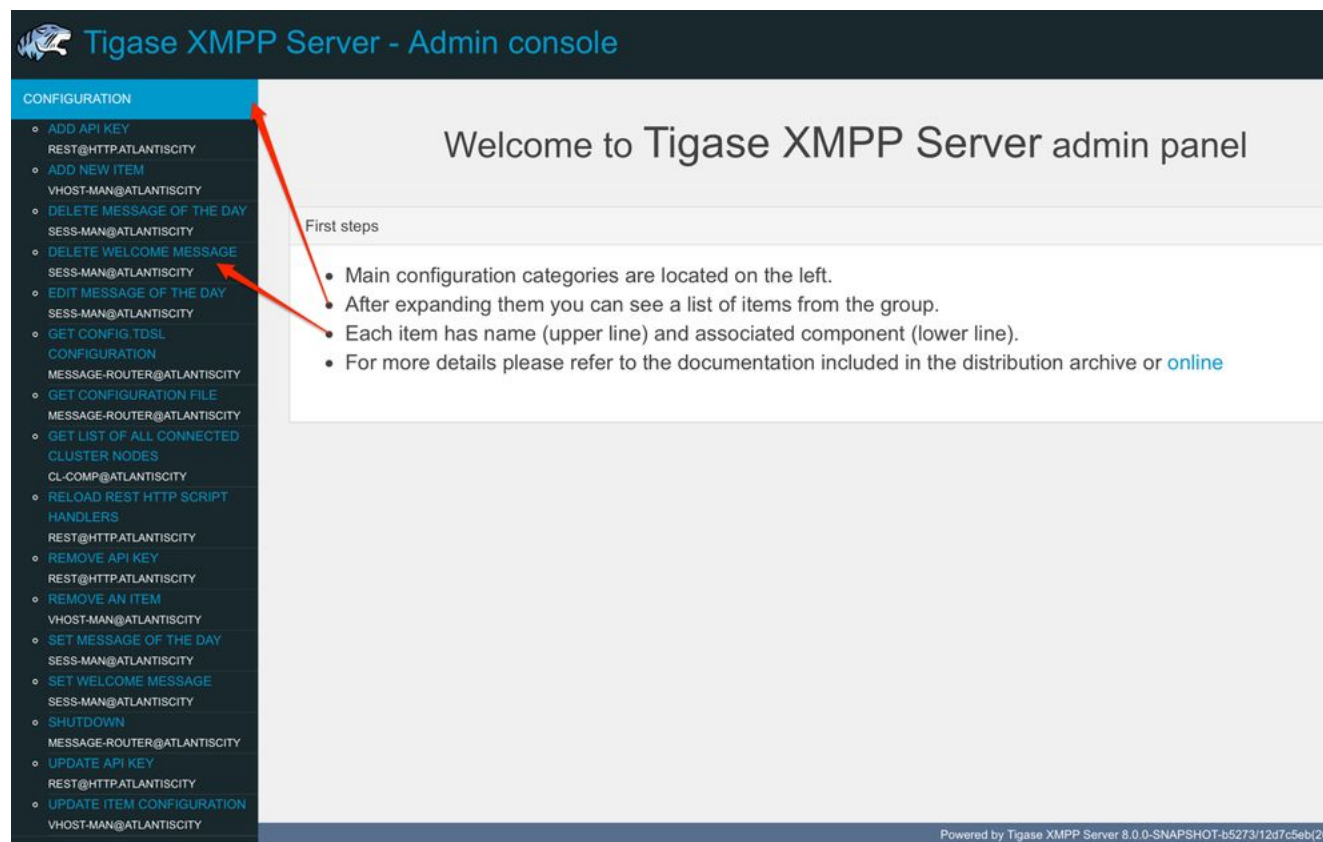 Tigase XMPP Server - Admin console
CONFIGURATION
ADD API KEY
REST@HTTP.ATLANTISCITY
ADD NEW ITEM
VHOST-MAN@ATLANTISCITY
DELETE MESSAGE OF THE DAY
SESS-MAN@ATLANTISCITY
DELETE WELCOME MESSAGE
SESS-MAN@ATLANTISCITY
EDIT MESSAGE OF THE DAY
SESS-MAN@ATLANTISCITY
GET CONFIG.TDSL
CONFIGURATION
MESSAGE-ROUTER@ATLANTISCITY
GET CONFIGURATION FILE
MESSAGE-ROUTER@ATLANTISCITY
GET LIST OF ALL CONNECTED
CLUSTER NODES
CL-COMP@ATLANTISCITY
RELOAD REST HTTP SCRIPT
HANDLERS
REST@HTTP.ATLANTISCITY
REMOVE API KEY
REST@HTTP.ATLANTISCITY
REMOVE AN ITEM
VHOST-MAN@ATLANTISCITY
SET MESSAGE OF THE DAY
SESS-MAN@ATLANTISCITY
SET WELCOME MESSAGE
SESS-MAN@ATLANTISCITY
SHUTDOWN
MESSAGE-ROUTER@ATLANTISCITY
UPDATE API KEY
REST@HTTP.ATLANTISCITY
UPDATE ITEM CONFIGURATION
VHOST-MAN@ATLANTISCITY
Welcome to Tigase XMPP Server admin panel
First steps
Main configuration categories are located on the left.
After expanding them you can see a list of items from the group.
Each item has name (upper line) and associated component (lower line).
For more details please refer to the documentation included in the distribution archive or online
Powered by Tigase XMPP Server 8.0.0-SNAPSHOT-b5273/12d7c5eb(2